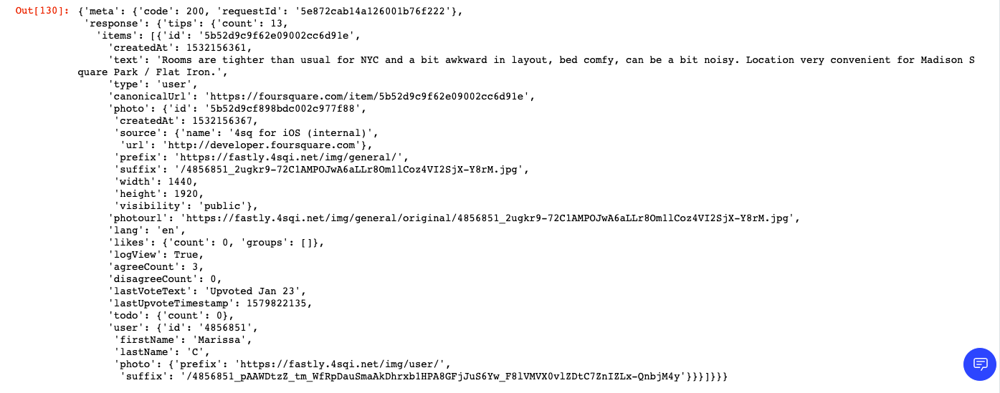 Out[130]: {'meta': {'code': 200, 'requestId': '5e872cab14a126001b76f222'},
'response': {'tips': {'count': 13,
'items': [{'id': '5b52d9c9f62e09002cc6d91e',
'createdAt': 1532156361,
'text': 'Rooms are tighter than usual for NYC and a bit awkward in layout, bed comfy, can be a bit noisy. Location very convenient for Madison S
quare Park / Flat Iron.',
'type': 'user',
'canonicalUrl': 'https://foursquare.com/item/5b52d9c9f62e09002cc6d91e',
'photo': {'id': '5b52d9cf898bdc002c977f88',
'createdAt': 1532156367,
'source': {'name': '4sq for iOS (internal)',
'url': 'http://developer.foursquare.com'},
'prefix': 'https://fastly.4sqi.net/img/general/',
'suffix': '/4856851_2ugkr9-72ClAMPOJwA6aLLr8Om1lCoz4VI2SjX-Y8rM.jpg',
'width': 1440,
'height': 1920,
'visibility': 'public'},
'photourl': 'https://fastly.4sqi.net/img/general/original/4856851_2ugkr9-72ClAMPOJwA6aLLr8Om1lCoz4VI2SjX-Y8rM.jpg',
'lang': 'en',
'likes': {'count': 0, 'groups': []},
'logView': True,
'agreeCount': 3,
'disagreeCount': 0,
'lastVoteText': 'Upvoted Jan 23',
'lastUpvoteTimestamp': 1579822135,
'todo': {'count': 0},
'user': {'id': '4856851',
'firstName': 'Marissa',
'lastName': 'C',
'photo': {'prefix': 'https://fastly.4sqi.net/img/user/',
'suffix': '/4856851_pAAWDtzZ_tm_WfRpDauSmaAkDhrxb1HPA8GFjJuS6Yw_F8lVMVX0vlZDtC7ZnIZLx-QnbjM4y'}}}]}}}